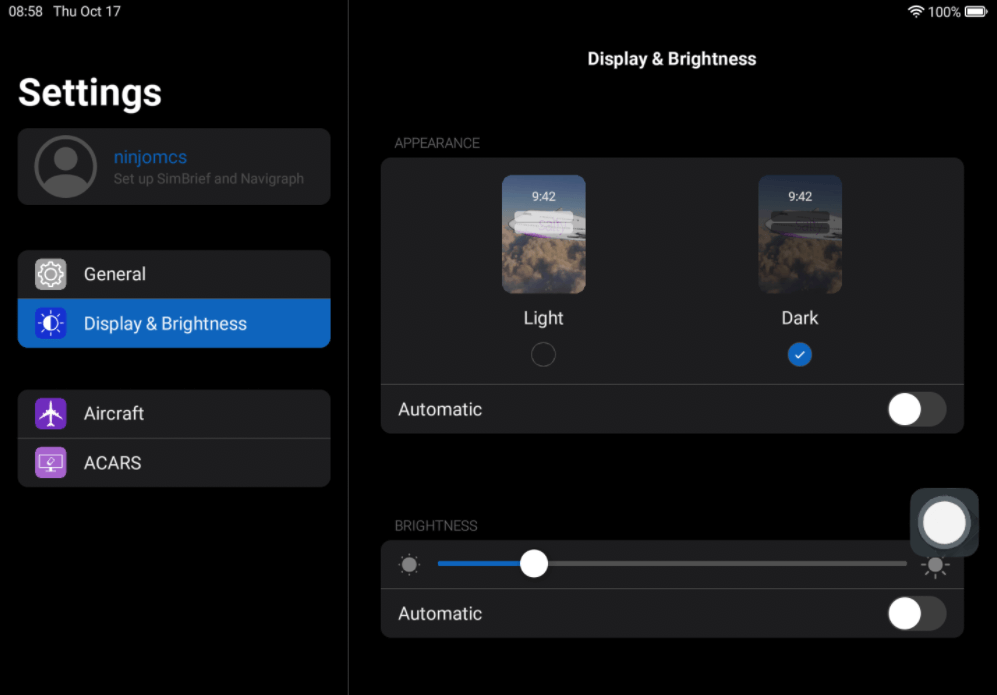 08:58 Thu Oct 17
100%
Settings
ninjomcs
Set up SimBrief and Navigraph
General
Display & Brightness
Aircraft
ACARS
Display & Brightness
APPEARANCE
9:42
9:42
Light
Dark
Automatic
BRIGHTNESS
Automatic